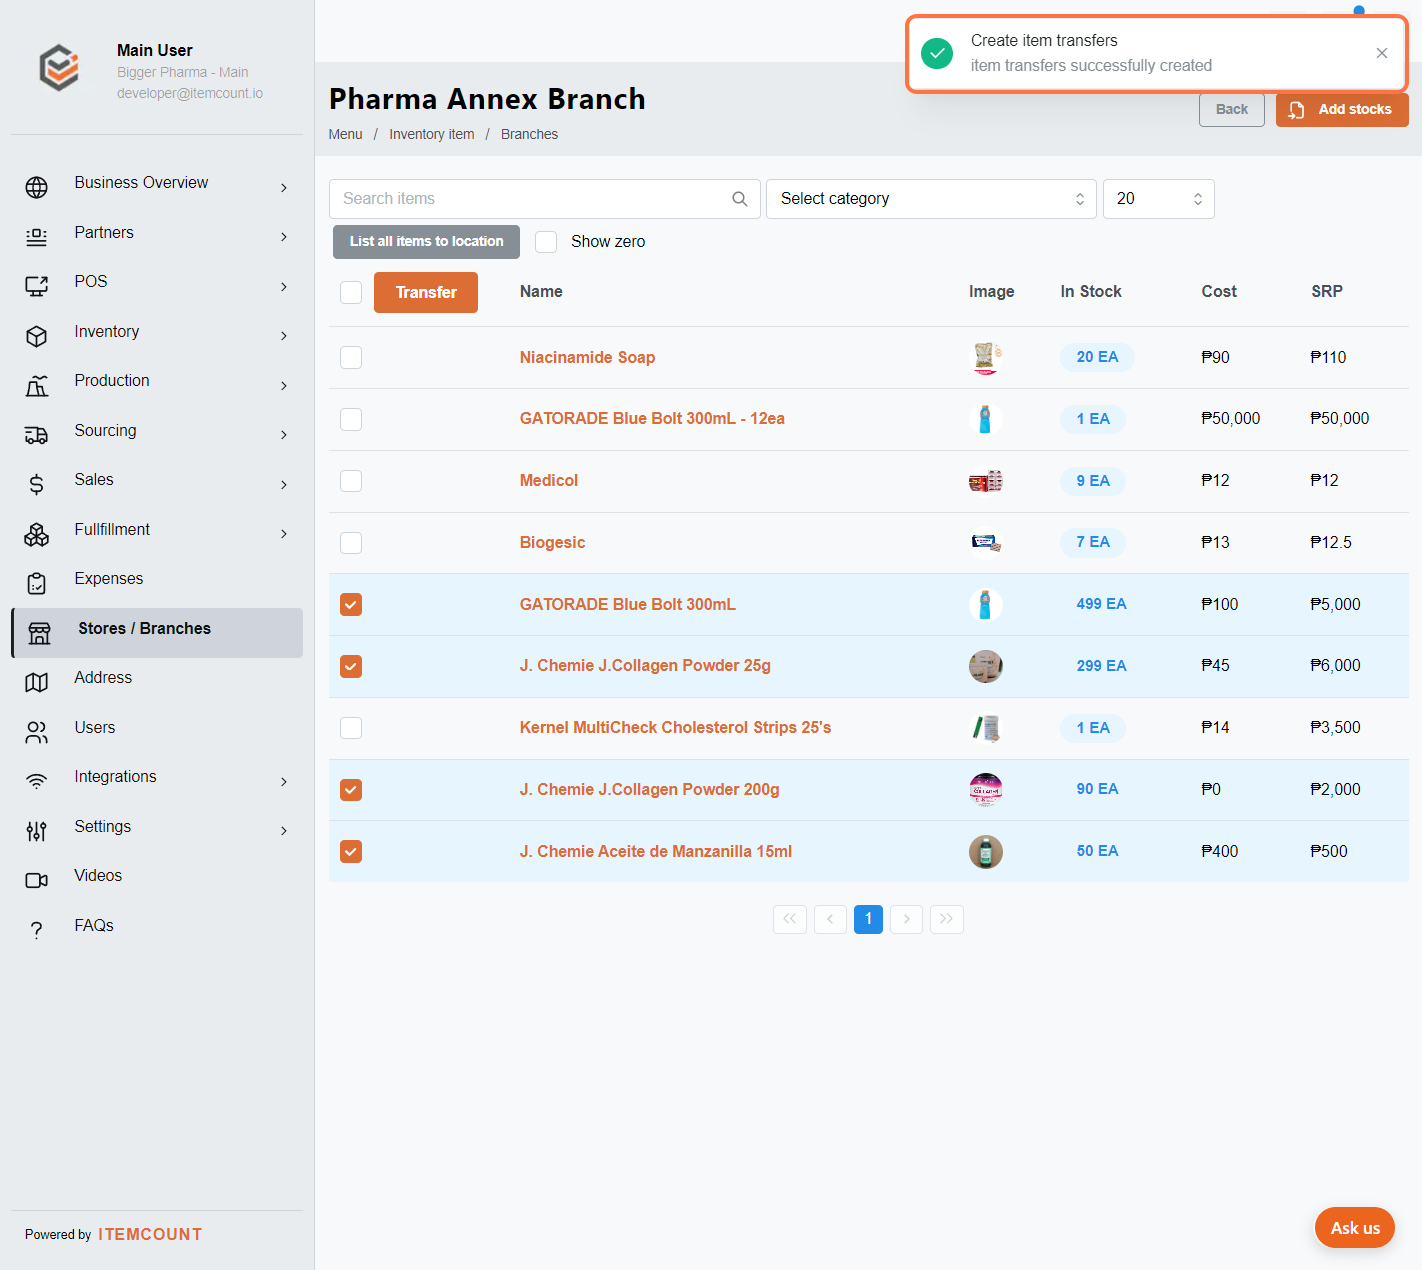 Main User
Bigger Pharma - Main
developer@itemcount.io
Business Overview
Partners
POS
Inventory
Production
Sourcing
Sales
Fullfillment
Expenses
Stores / Branches
Address
Users
Integrations
Settings
Videos
FAQs
Powered by ITEMCOUNT
Create item transfers
item transfers successfully created
Pharma Annex Branch
Menu / Inventory item / Branches
Back
Add stocks
Search items
Select category
20
List all items to location
Show zero
Transfer Name Image In Stock Cost SRP
Niacinamide Soap 20 EA ₱90 ₱110
GATORADE Blue Bolt 300mL - 12ea 1 EA ₱50,000 ₱50,000
Medicol 9 EA ₱12 ₱12
Biogesic 7 EA ₱13 ₱12.5
GATORADE Blue Bolt 300mL 499 EA ₱100 ₱5,000
J. Chemie J.Collagen Powder 25g 299 EA ₱45 ₱6,000
Kernel MultiCheck Cholesterol Strips 25's 1 EA ₱14 ₱3,500
J. Chemie J.Collagen Powder 200g 90 EA ₱0 ₱2,000
J. Chemie Aceite de Manzanilla 15ml 50 EA ₱400 ₱500
<< < 1 > >>
Ask us